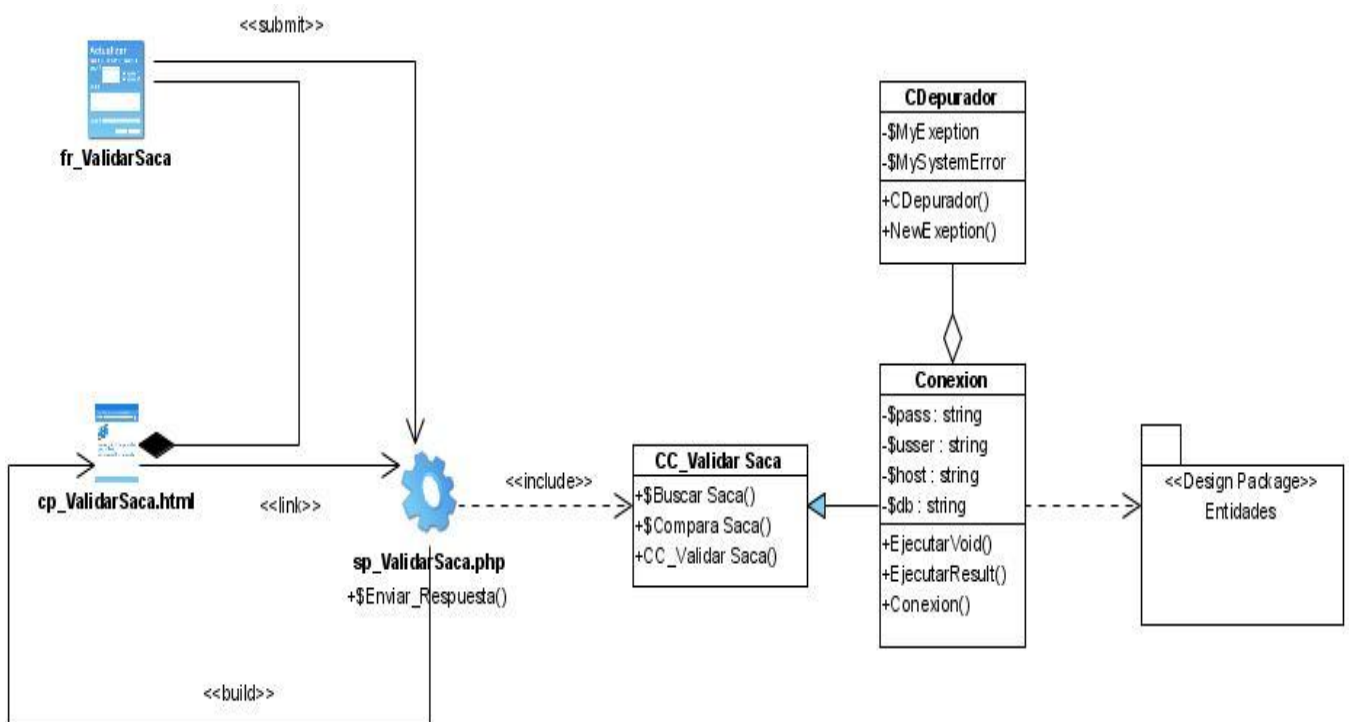 <<submit>>
Actualizar
fr_ValidarSaca
CDepurador
-$MyExeption
-$MySystemError
+CDepurador()
+NewExeption()
Conexion
-$pass : string
-$usser : string
-$host : string
-$db : string
+EjecutarVoid()
+EjecutarResult()
+Conexion()
cp_ValidarSaca.html
<<link>>
<<include>>
CC_Validar Saca
+$Buscar Saca()
+$Compara Saca()
+CC_Validar Saca()
<<Design Package>>
Entidades
sp_ValidarSaca.php
+$Enviar_Respuesta()
<<build>>